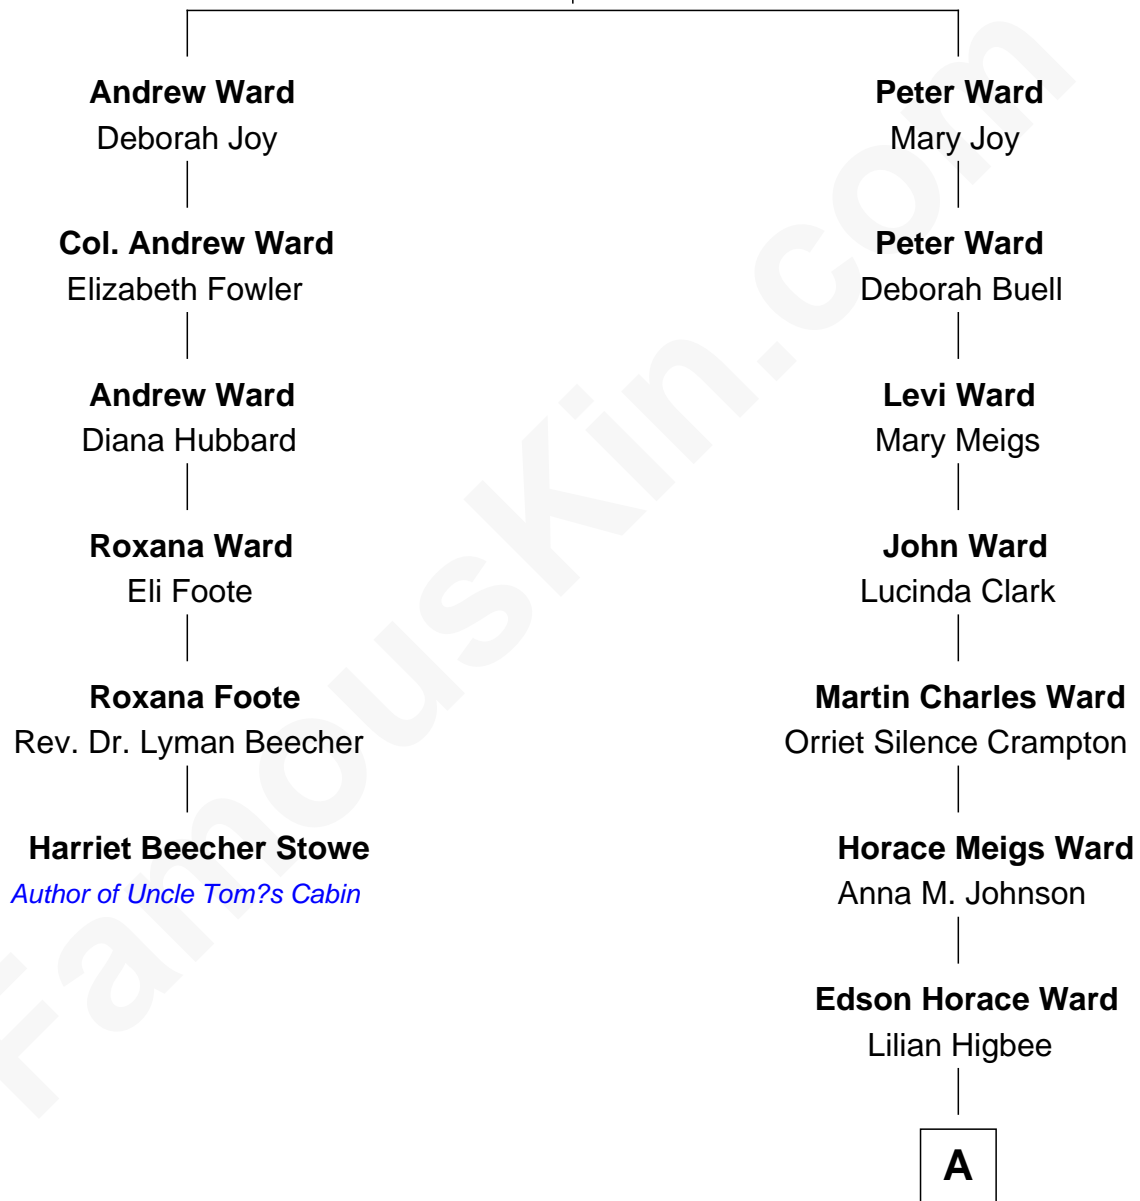 Andrew Ward
Deborah Joy
Peter Ward
Mary Joy
Col. Andrew Ward
Elizabeth Fowler
Peter Ward
Deborah Buell
Andrew Ward
Diana Hubbard
Levi Ward
Mary Meigs
Roxana Ward
Eli Foote
John Ward
Lucinda Clark
Roxana Foote
Rev. Dr. Lyman Beecher
Martin Charles Ward
Orriet Silence Crampton
Harriet Beecher Stowe
Author of Uncle Tom?s Cabin
Horace Meigs Ward
Anna M. Johnson
Edson Horace Ward
Lilian Higbee
A
FamousKin.com